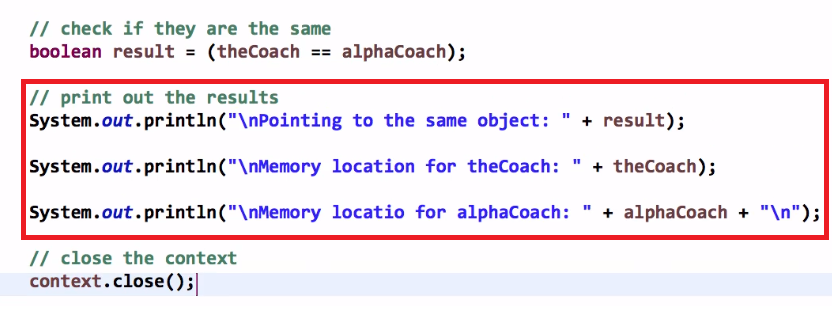 // check if they are the same
boolean result = (theCoach == alphaCoach);
// print out the results
System.out.println("\nPointing to the same object: " + result);
System.out.println("\nMemory location for theCoach: " + theCoach);
System.out.println("\nMemory locatio for alphaCoach: " + alphaCoach + "\n");
// close the context
context.close();